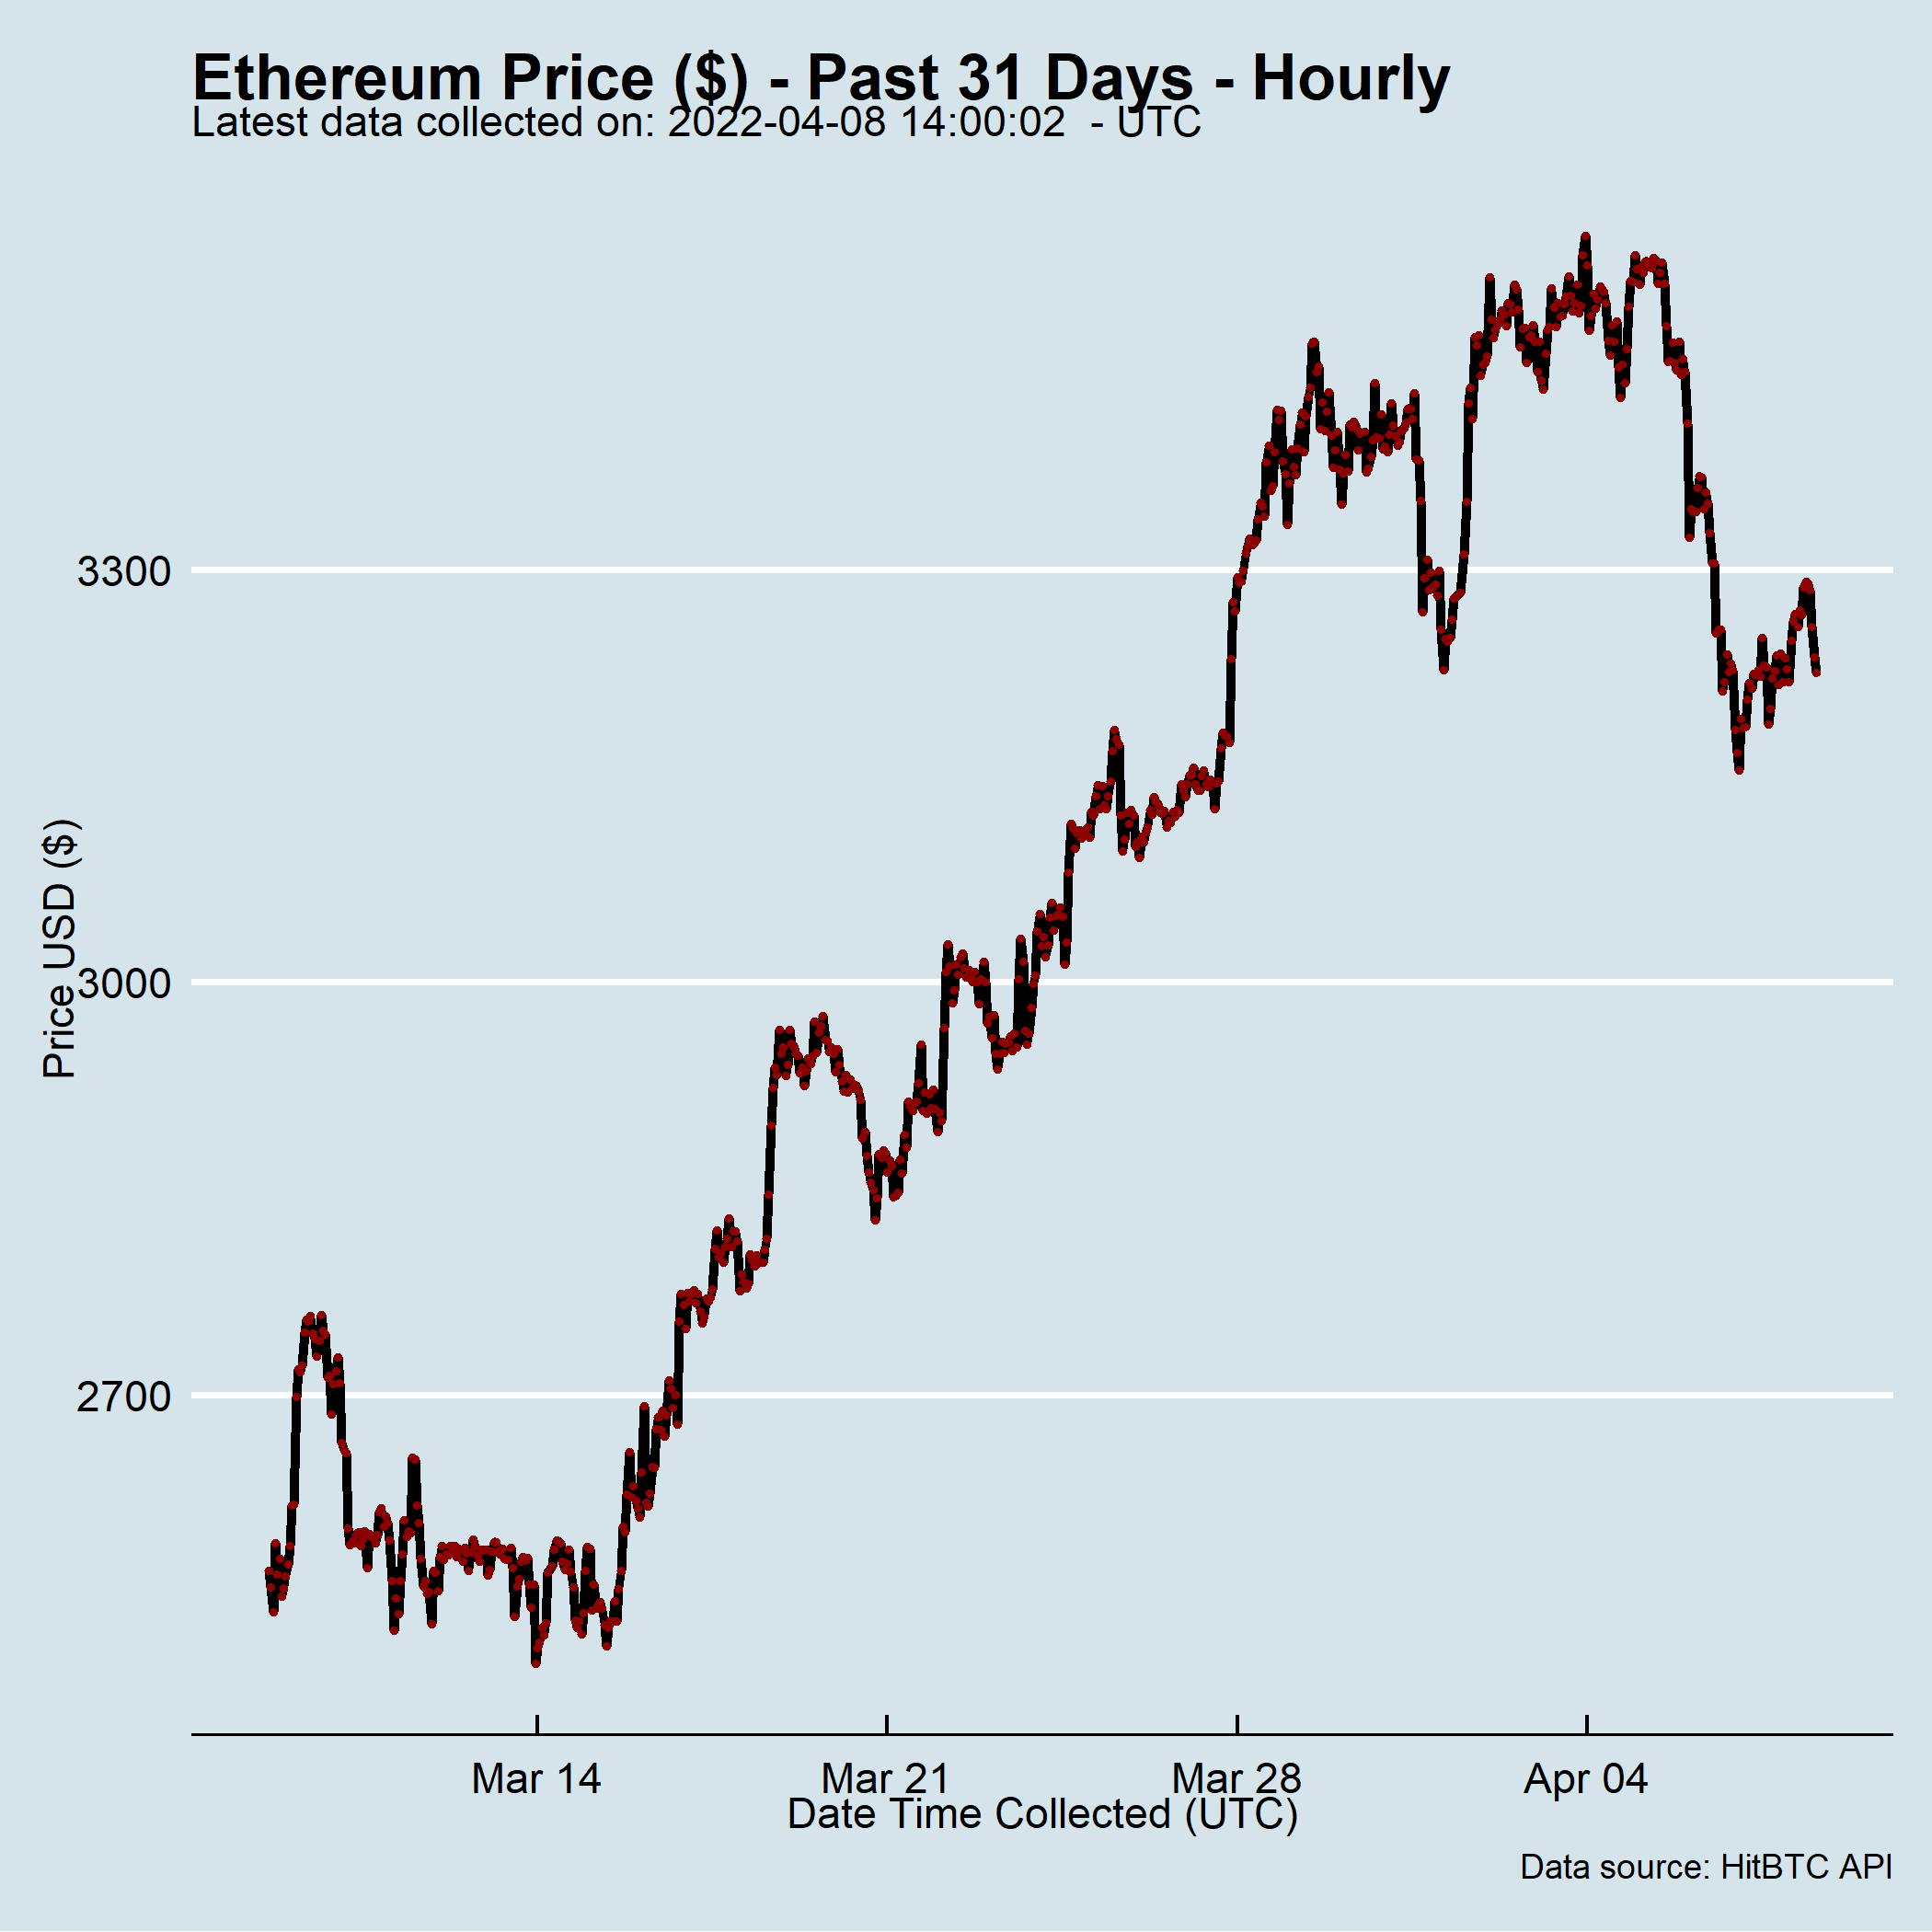 Ethereum Price ($) - Past 31 Days - Hourly
Latest data collected on: 2022-04-08 14:00:02  - UTC
Price USD ($)
3300
3000
2700
Mar 14
Mar 21
Mar 28
Apr 04
Date Time Collected (UTC)
Data source: HitBTC API